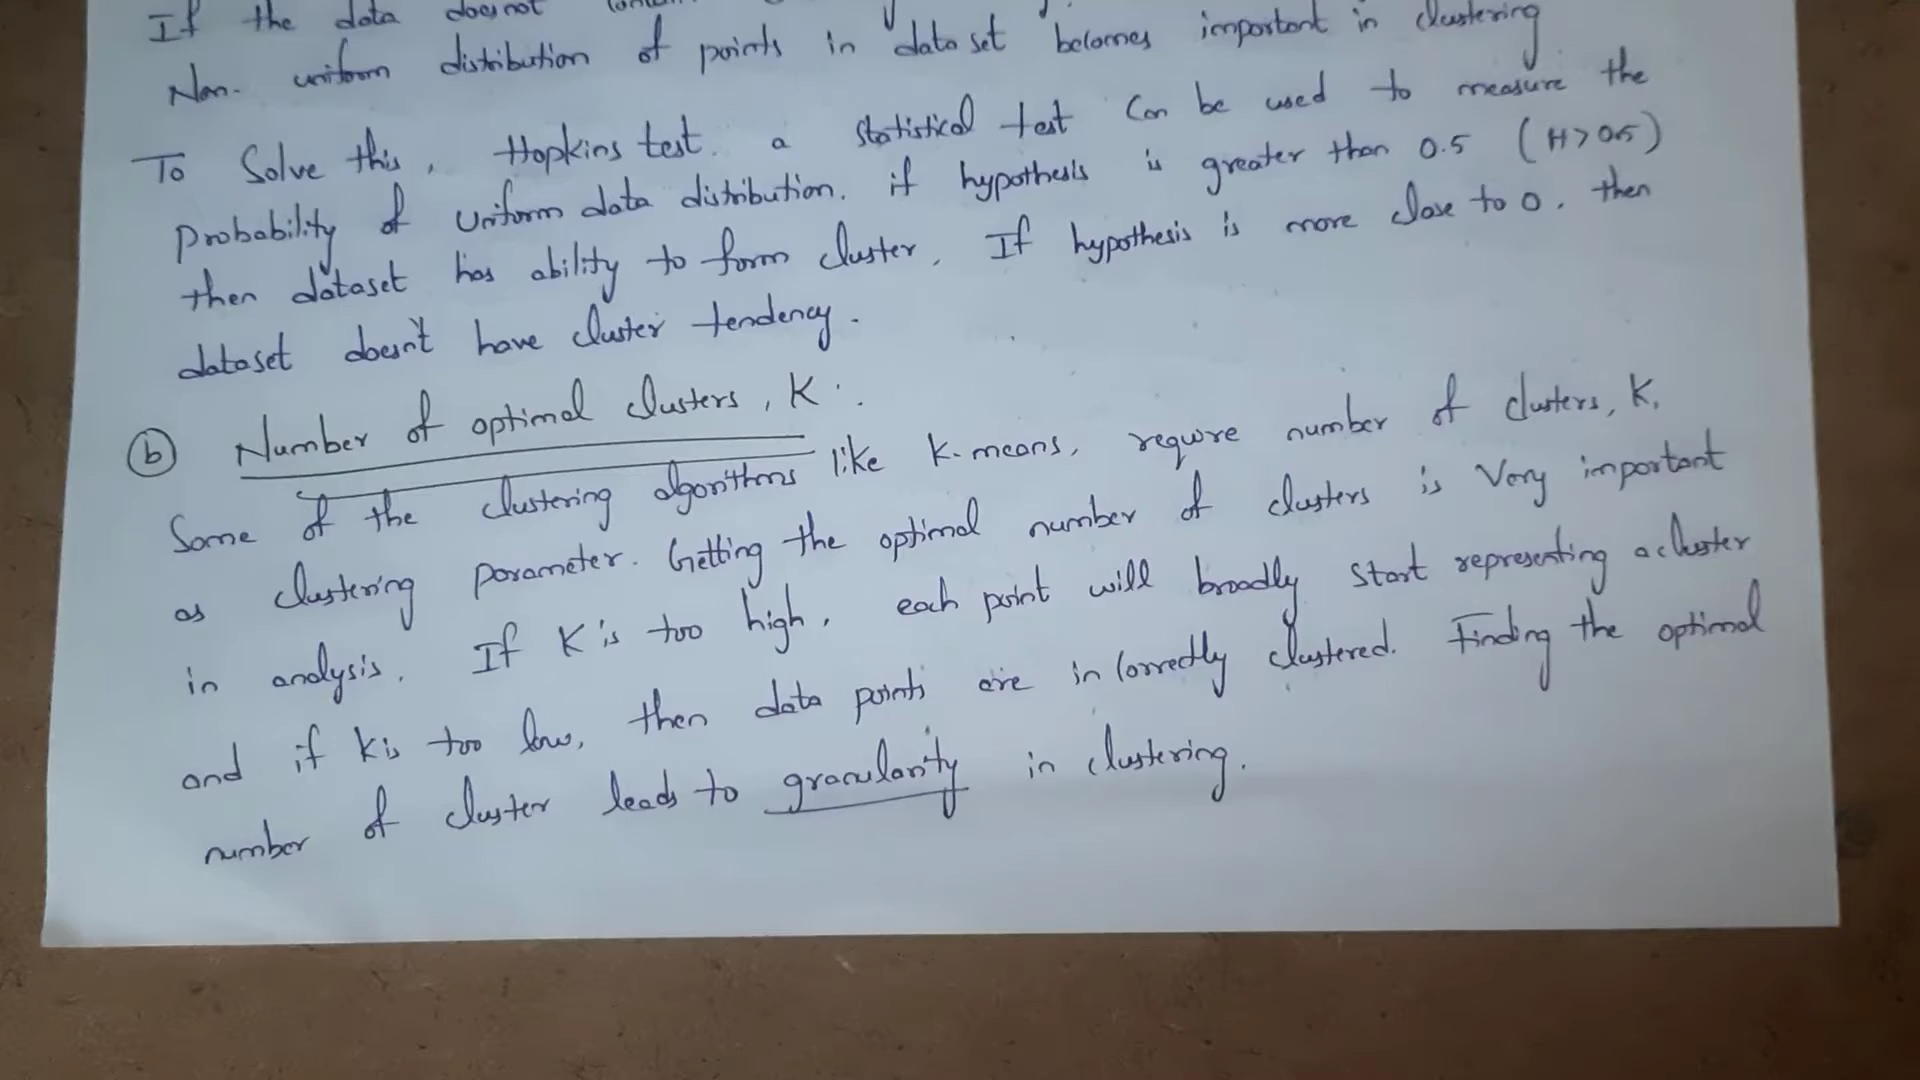 If the data does not
Non- uniform distribution of points in data set becomes important in clustering
To Solve this, Hopkins test. a statistical test can be used to measure the
probability of uniform data distribution. if hypothesis is greater than 0.5 (H>0.5)
then dataset has ability to form cluster. If hypothesis is more close to 0. then
dataset doesn't have cluster tendency.
(b) Number of optimal clusters, K:
Some of the clustering algorithms like K-means, require number of clusters, K,
as clustering parameter. Getting the optimal number of clusters is Very important
in analysis. If K is too high, each point will broadly start representing a cluster
and if K is too low, then data points are in correctly clustered. Finding the optimal
number of cluster leads to granularity in clustering.